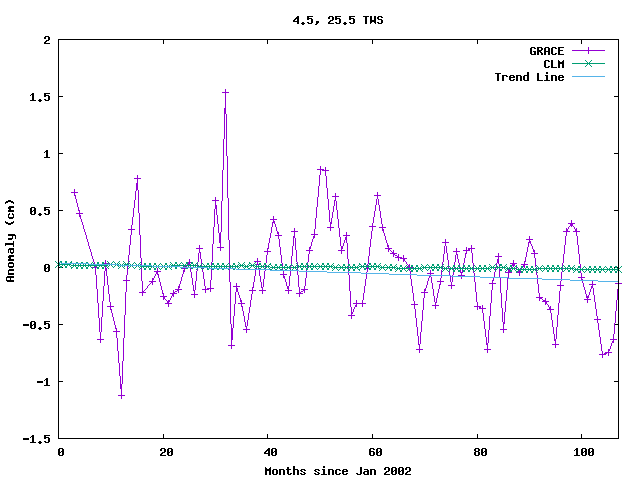 4.5, 25.5 TWS
GRACE
CLM
Trend Line
2
1.5
1
0.5
0
-0.5
-1
-1.5
Anomaly (cm)
0 20 40 60 80 100
Months since Jan 2002